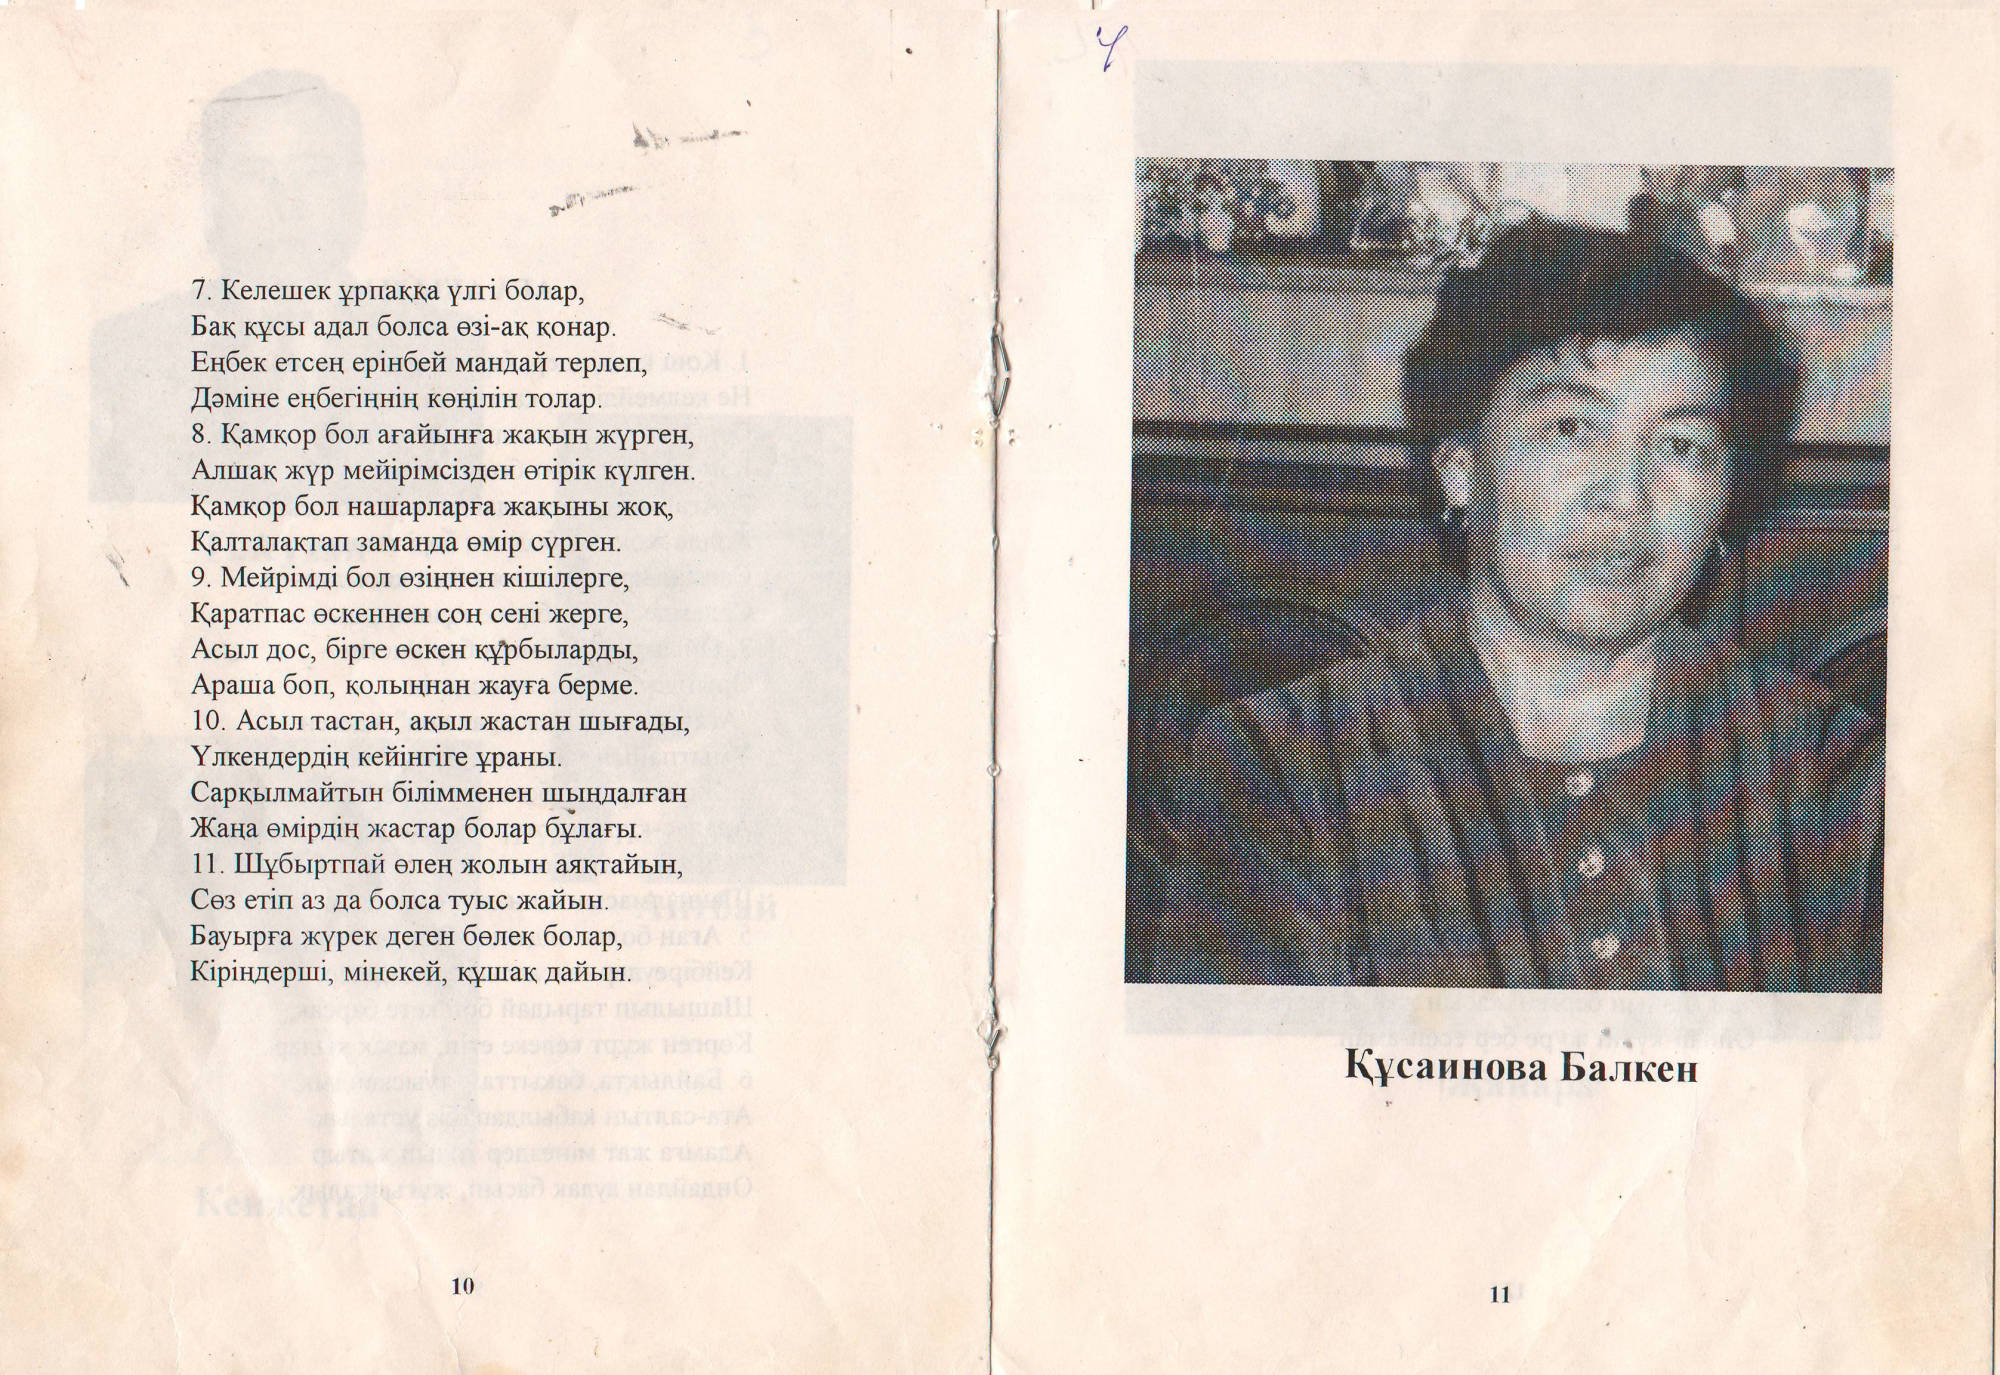 7. Келешек ұрпаққа үлгі болар,
Бақ құсы адал болса өзі-ақ қонар.
Еңбек етсең ерінбей мандай терлеп,
Дәміне еңбегіңнің көңілін толар.
8. Қамқор бол ағайынға жақын жүрген,
Алшақ жүр мейірімсізден өтірік күлген.
Қамқор бол нашарларға жақыны жоқ,
Қалталақтап заманда өмір сүрген.
9. Мейрімді бол өзіңнен кішілерге,
Қаратпас өскеннен соң сені жерге,
Асыл дос, бірге өскен құрбыларды,
Араша боп, қолыңнан жауға берме.
10. Асыл тастан, ақыл жастан шығады,
Үлкендердің кейінгіге ұраны.
Сарқылмайтын білімменен шыңдалған
Жаңа өмірдің жастар болар бұлағы.
11. Шұбыртпай өлең жолын аяқтайын,
Сөз етіп аз да болса туыс жайын.
Бауырға жүрек деген бөлек болар,
Кіріңдерші, мінекей, құшақ дайын.
10
Құсаинова Балкен
11